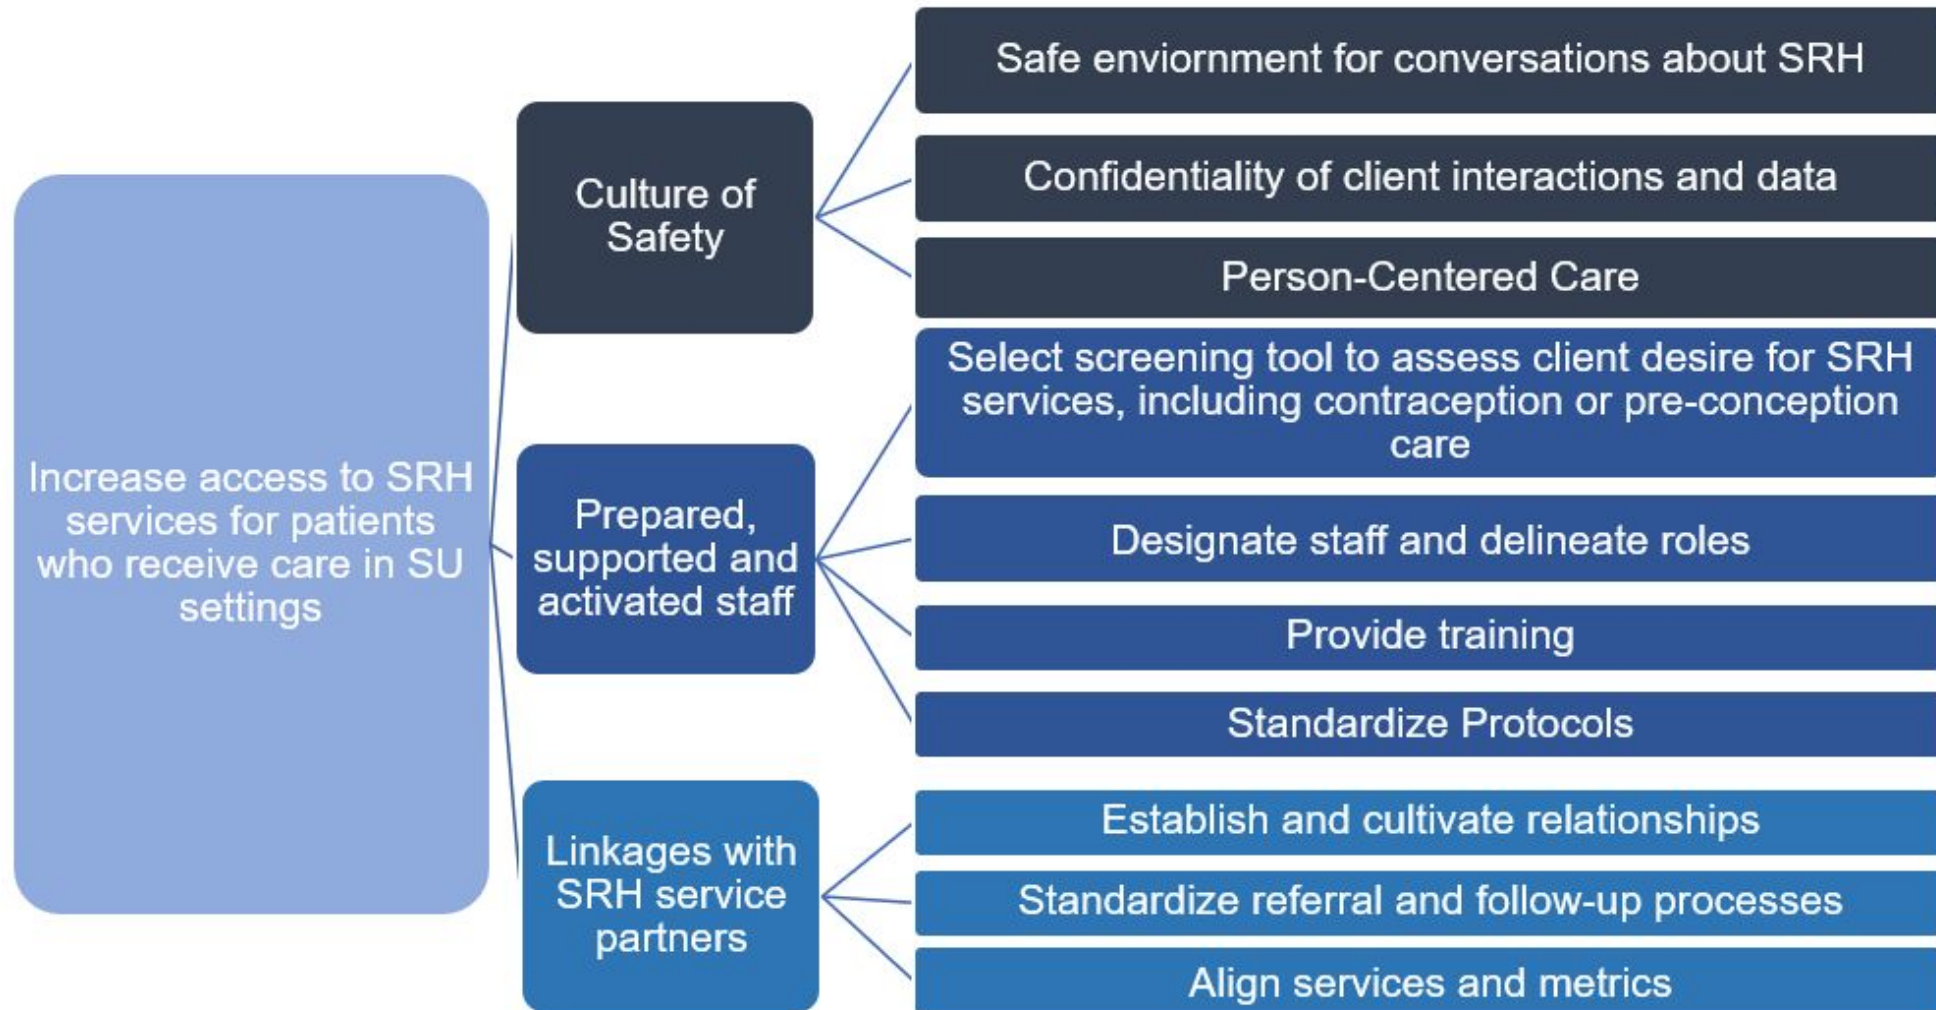 Increase access to SRH
services for patients
who receive care in SU
settings
Culture of
Safety
Safe enviornment for conversations about SRH
Confidentiality of client interactions and data
Person-Centered Care
Prepared,
supported and
activated staff
Select screening tool to assess client desire for SRH
services, including contraception or pre-conception
care
Designate staff and delineate roles
Provide training
Standardize Protocols
Linkages with
SRH service
partners
Establish and cultivate relationships
Standardize referral and follow-up processes
Align services and metrics